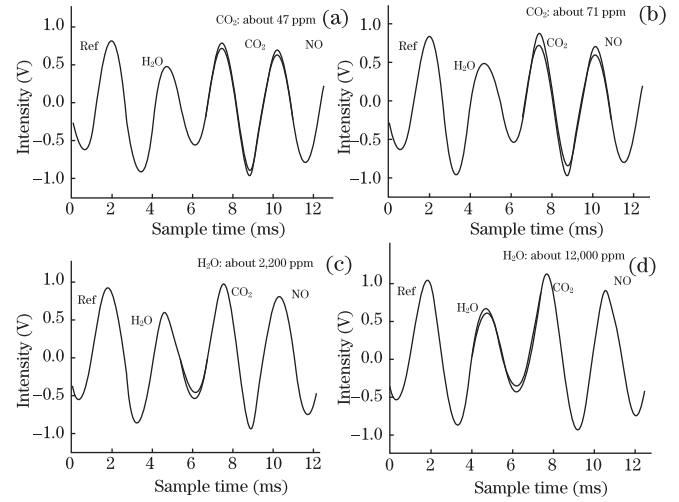 CO₂: about 47 ppm (a)
Ref
H₂O
CO₂
NO
1.0
0.5
0.0
−0.5
−1.0
Intensity (V)
0 2 4 6 8 10 12
Sample time (ms)
CO₂: about 71 ppm (b)
Ref
H₂O
CO₂
NO
1.0
0.5
0.0
−0.5
−1.0
Intensity (V)
0 2 4 6 8 10 12
Sample time (ms)
H₂O: about 2,200 ppm (c)
Ref
H₂O
CO₂
NO
1.0
0.5
0.0
−0.5
−1.0
Intensity (V)
0 2 4 6 8 10 12
Sample time (ms)
H₂O: about 12,000 ppm (d)
Ref
H₂O
CO₂
NO
1.0
0.5
0.0
−0.5
−1.0
Intensity (V)
0 2 4 6 8 10 12
Sample time (ms)